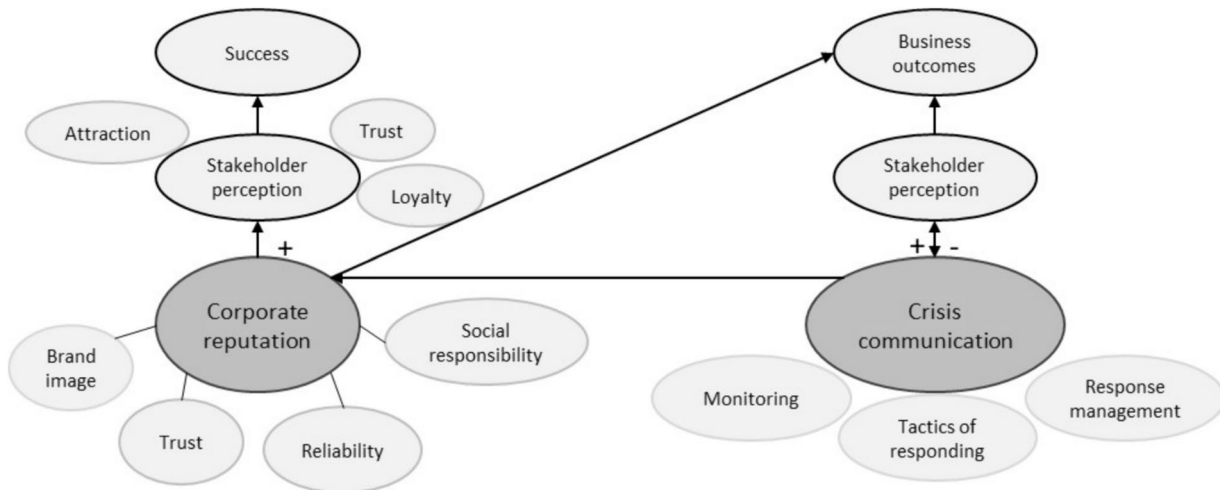 Success
Business
outcomes
Attraction
Trust
Stakeholder
perception
Loyalty
Stakeholder
perception
+
+ -
Corporate
reputation
Social
responsibility
Crisis
communication
Brand
image
Trust
Reliability
Monitoring
Tactics of
responding
Response
management